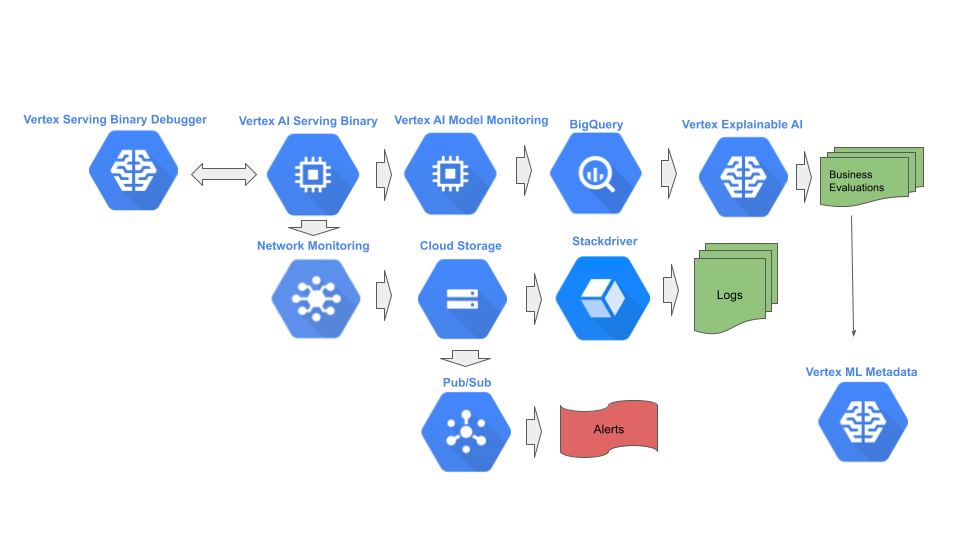 Vertex Serving Binary Debugger
Vertex AI Serving Binary
Vertex AI Model Monitoring
BigQuery
Vertex Explainable AI
Business
Evaluations
Network Monitoring
Cloud Storage
Stackdriver
Logs
Vertex ML Metadata
Pub/Sub
Alerts